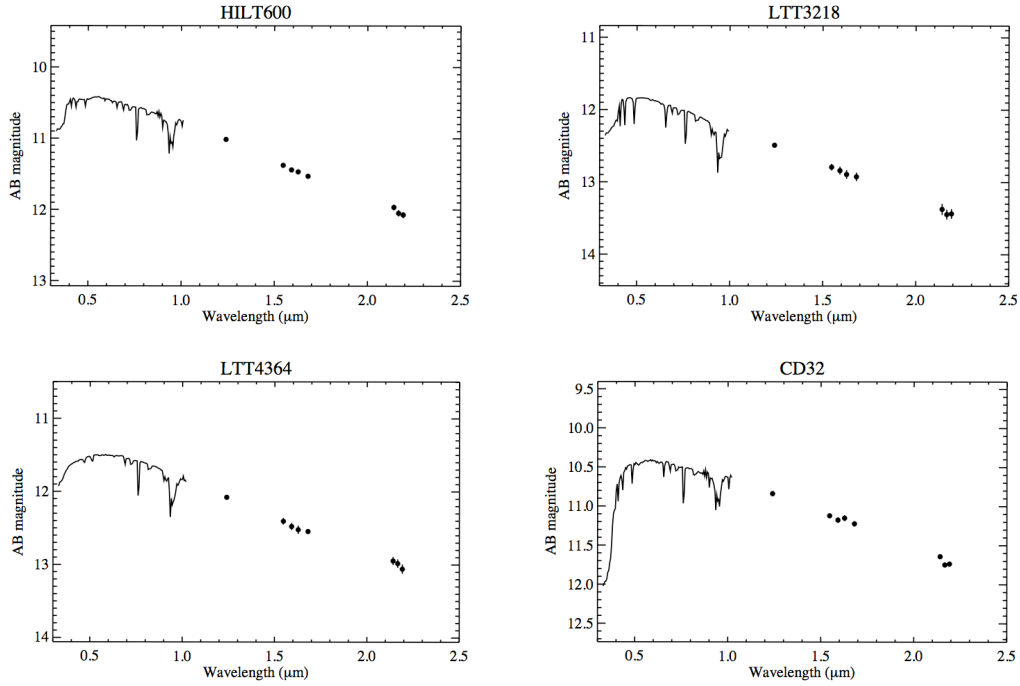 HILT600
10
11
12
13
AB magnitude
0.5 1.0 1.5 2.0 2.5
Wavelength (μm)
LTT3218
11
12
13
14
AB magnitude
0.5 1.0 1.5 2.0 2.5
Wavelength (μm)
LTT4364
11
12
13
14
AB magnitude
0.5 1.0 1.5 2.0 2.5
Wavelength (μm)
CD32
9.5
10.0
10.5
11.0
11.5
12.0
12.5
AB magnitude
0.5 1.0 1.5 2.0 2.5
Wavelength (μm)